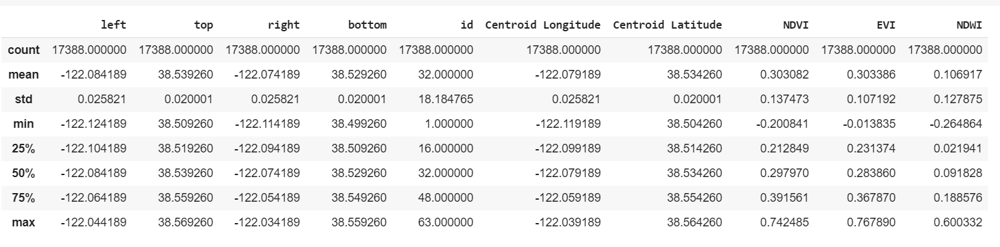 left top right bottom id Centroid Longitude Centroid Latitude NDVI EVI NDWI
count 17388.000000 17388.000000 17388.000000 17388.000000 17388.000000 17388.000000 17388.000000 17388.000000 17388.000000 17388.000000
mean -122.084189 38.539260 -122.074189 38.529260 32.000000 -122.079189 38.534260 0.303082 0.303386 0.106917
std 0.025821 0.020001 0.025821 0.020001 18.184765 0.025821 0.020001 0.137473 0.107192 0.127875
min -122.124189 38.509260 -122.114189 38.499260 1.000000 -122.119189 38.504260 -0.200841 -0.013835 -0.264864
25% -122.104189 38.519260 -122.094189 38.509260 16.000000 -122.099189 38.514260 0.212849 0.231374 0.021941
50% -122.084189 38.539260 -122.074189 38.529260 32.000000 -122.079189 38.534260 0.297970 0.283860 0.091828
75% -122.064189 38.559260 -122.054189 38.549260 48.000000 -122.059189 38.554260 0.391561 0.367870 0.188576
max -122.044189 38.569260 -122.034189 38.559260 63.000000 -122.039189 38.564260 0.742485 0.767890 0.600332